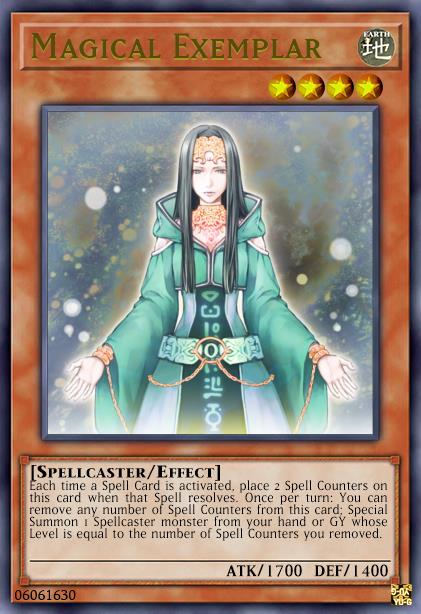 Magical Exemplar
EARTH
地
[Spellcaster/Effect]
Each time a Spell Card is activated, place 2 Spell Counters on
this card when that Spell resolves. Once per turn: You can
remove any number of Spell Counters from this card; Special
Summon 1 Spellcaster monster from your hand or GY whose
Level is equal to the number of Spell Counters you removed.
ATK/1700 DEF/1400
06061630